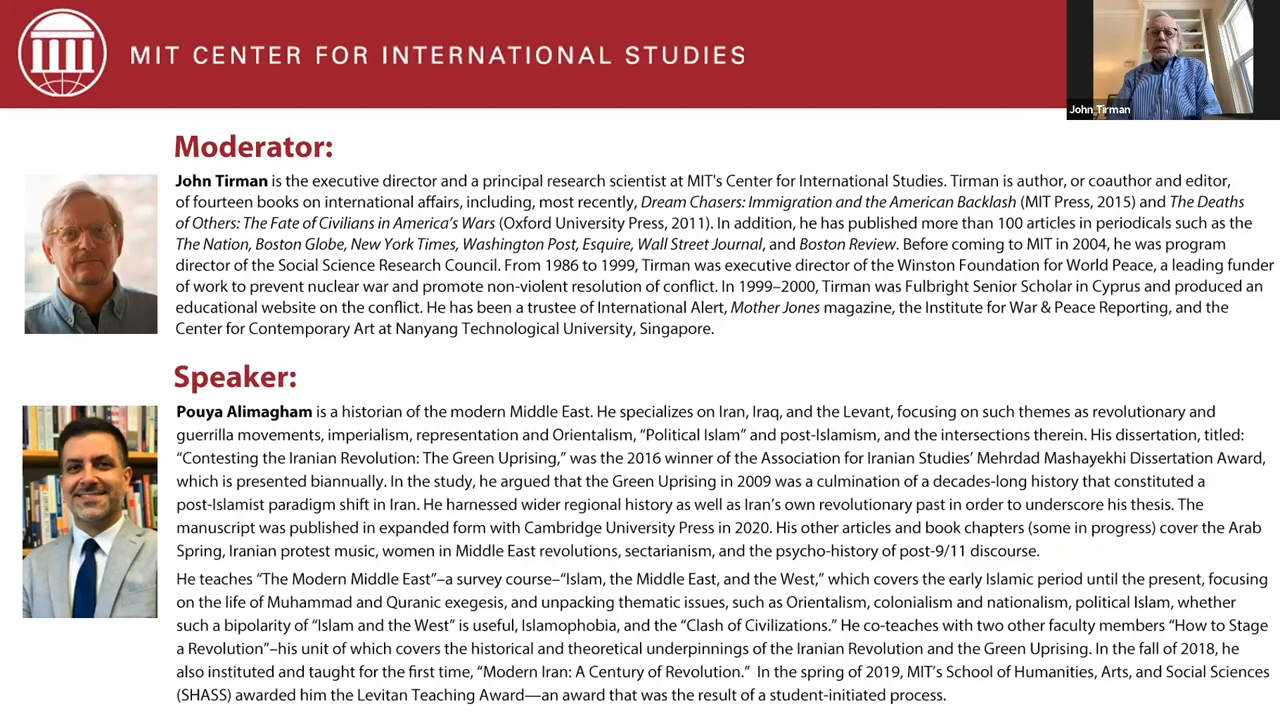 MIT CENTER FOR INTERNATIONAL STUDIES
John Tirman
Moderator:
John Tirman is the executive director and a principal research scientist at MIT's Center for International Studies. Tirman is author, or coauthor and editor,
of fourteen books on international affairs, including, most recently, Dream Chasers: Immigration and the American Backlash (MIT Press, 2015) and The Deaths
of Others: The Fate of Civilians in America's Wars (Oxford University Press, 2011). In addition, he has published more than 100 articles in periodicals such as the
The Nation, Boston Globe, New York Times, Washington Post, Esquire, Wall Street Journal, and Boston Review. Before coming to MIT in 2004, he was program
director of the Social Science Research Council. From 1986 to 1999, Tirman was executive director of the Winston Foundation for World Peace, a leading funder
of work to prevent nuclear war and promote non-violent resolution of conflict. In 1999–2000, Tirman was Fulbright Senior Scholar in Cyprus and produced an
educational website on the conflict. He has been a trustee of International Alert, Mother Jones magazine, the Institute for War & Peace Reporting, and the
Center for Contemporary Art at Nanyang Technological University, Singapore.
Speaker:
Pouya Alimagham is a historian of the modern Middle East. He specializes on Iran, Iraq, and the Levant, focusing on such themes as revolutionary and
guerrilla movements, imperialism, representation and Orientalism, “Political Islam” and post-Islamism, and the intersections therein. His dissertation, titled:
“Contesting the Iranian Revolution: The Green Uprising,” was the 2016 winner of the Association for Iranian Studies’ Mehrdad Mashayekhi Dissertation Award,
which is presented biannually. In the study, he argued that the Green Uprising in 2009 was a culmination of a decades-long history that constituted a
post-Islamist paradigm shift in Iran. He harnessed wider regional history as well as Iran’s own revolutionary past in order to underscore his thesis. The
manuscript was published in expanded form with Cambridge University Press in 2020. His other articles and book chapters (some in progress) cover the Arab
Spring, Iranian protest music, women in Middle East revolutions, sectarianism, and the psycho-history of post-9/11 discourse.
He teaches “The Modern Middle East”–a survey course–“Islam, the Middle East, and the West,” which covers the early Islamic period until the present, focusing
on the life of Muhammad and Quranic exegesis, and unpacking thematic issues, such as Orientalism, colonialism and nationalism, political Islam, whether
such a bipolarity of “Islam and the West” is useful, Islamophobia, and the “Clash of Civilizations.” He co-teaches with two other faculty members “How to Stage
a Revolution”–his unit of which covers the historical and theoretical underpinnings of the Iranian Revolution and the Green Uprising. In the fall of 2018, he
also instituted and taught for the first time, “Modern Iran: A Century of Revolution.” In the spring of 2019, MIT’s School of Humanities, Arts, and Social Sciences
(SHASS) awarded him the Levitan Teaching Award—an award that was the result of a student-initiated process.